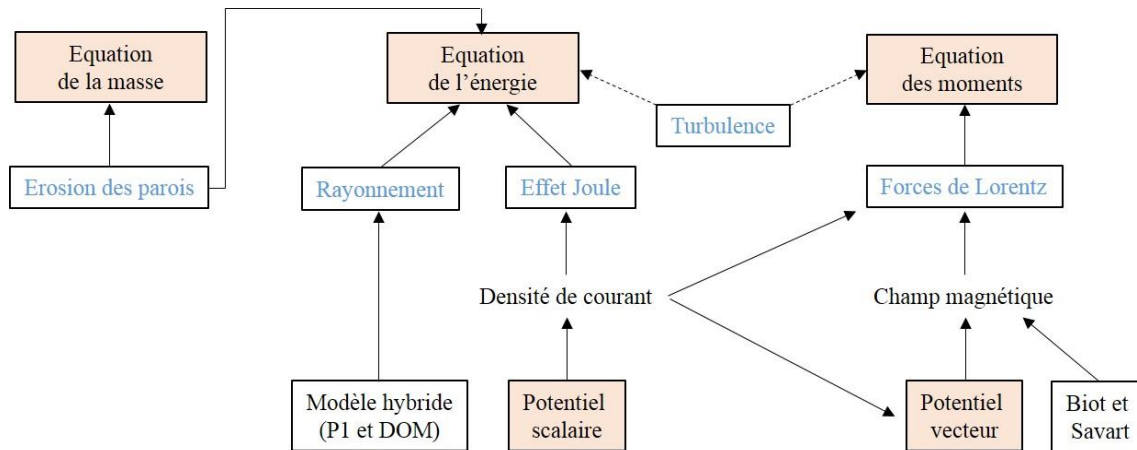 Equation
de la masse
Equation
de l'énergie
Equation
des moments
Turbulence
Erosion des parois
Rayonnement
Effet Joule
Forces de Lorentz
Densité de courant
Champ magnétique
Modèle hybride
(P1 et DOM)
Potentiel
scalaire
Potentiel
vecteur
Biot et
Savart